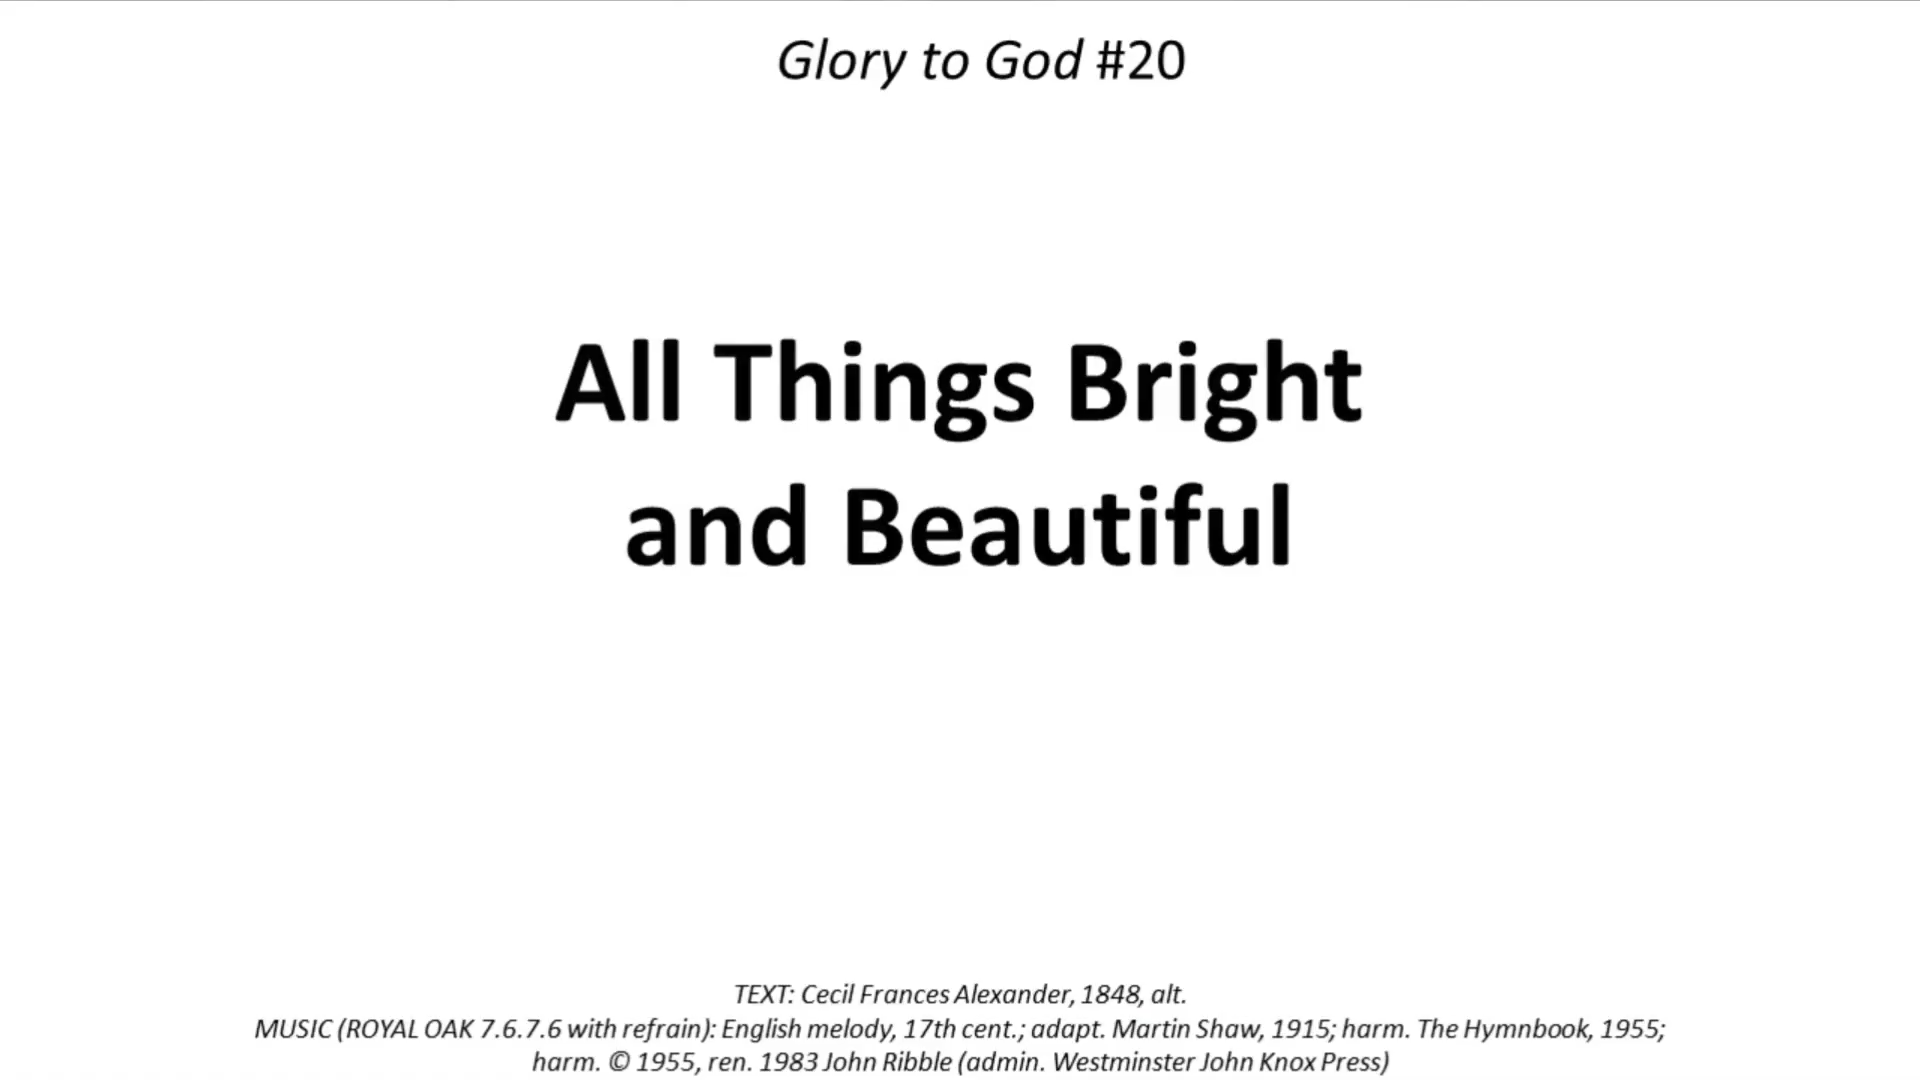 Glory to God #20
All Things Bright
and Beautiful
TEXT: Cecil Frances Alexander, 1848, alt.
MUSIC (ROYAL OAK 7.6.7.6 with refrain): English melody, 17th cent.; adapt. Martin Shaw, 1915; harm. The Hymnbook, 1955;
harm. © 1955, ren. 1983 John Ribble (admin. Westminster John Knox Press)